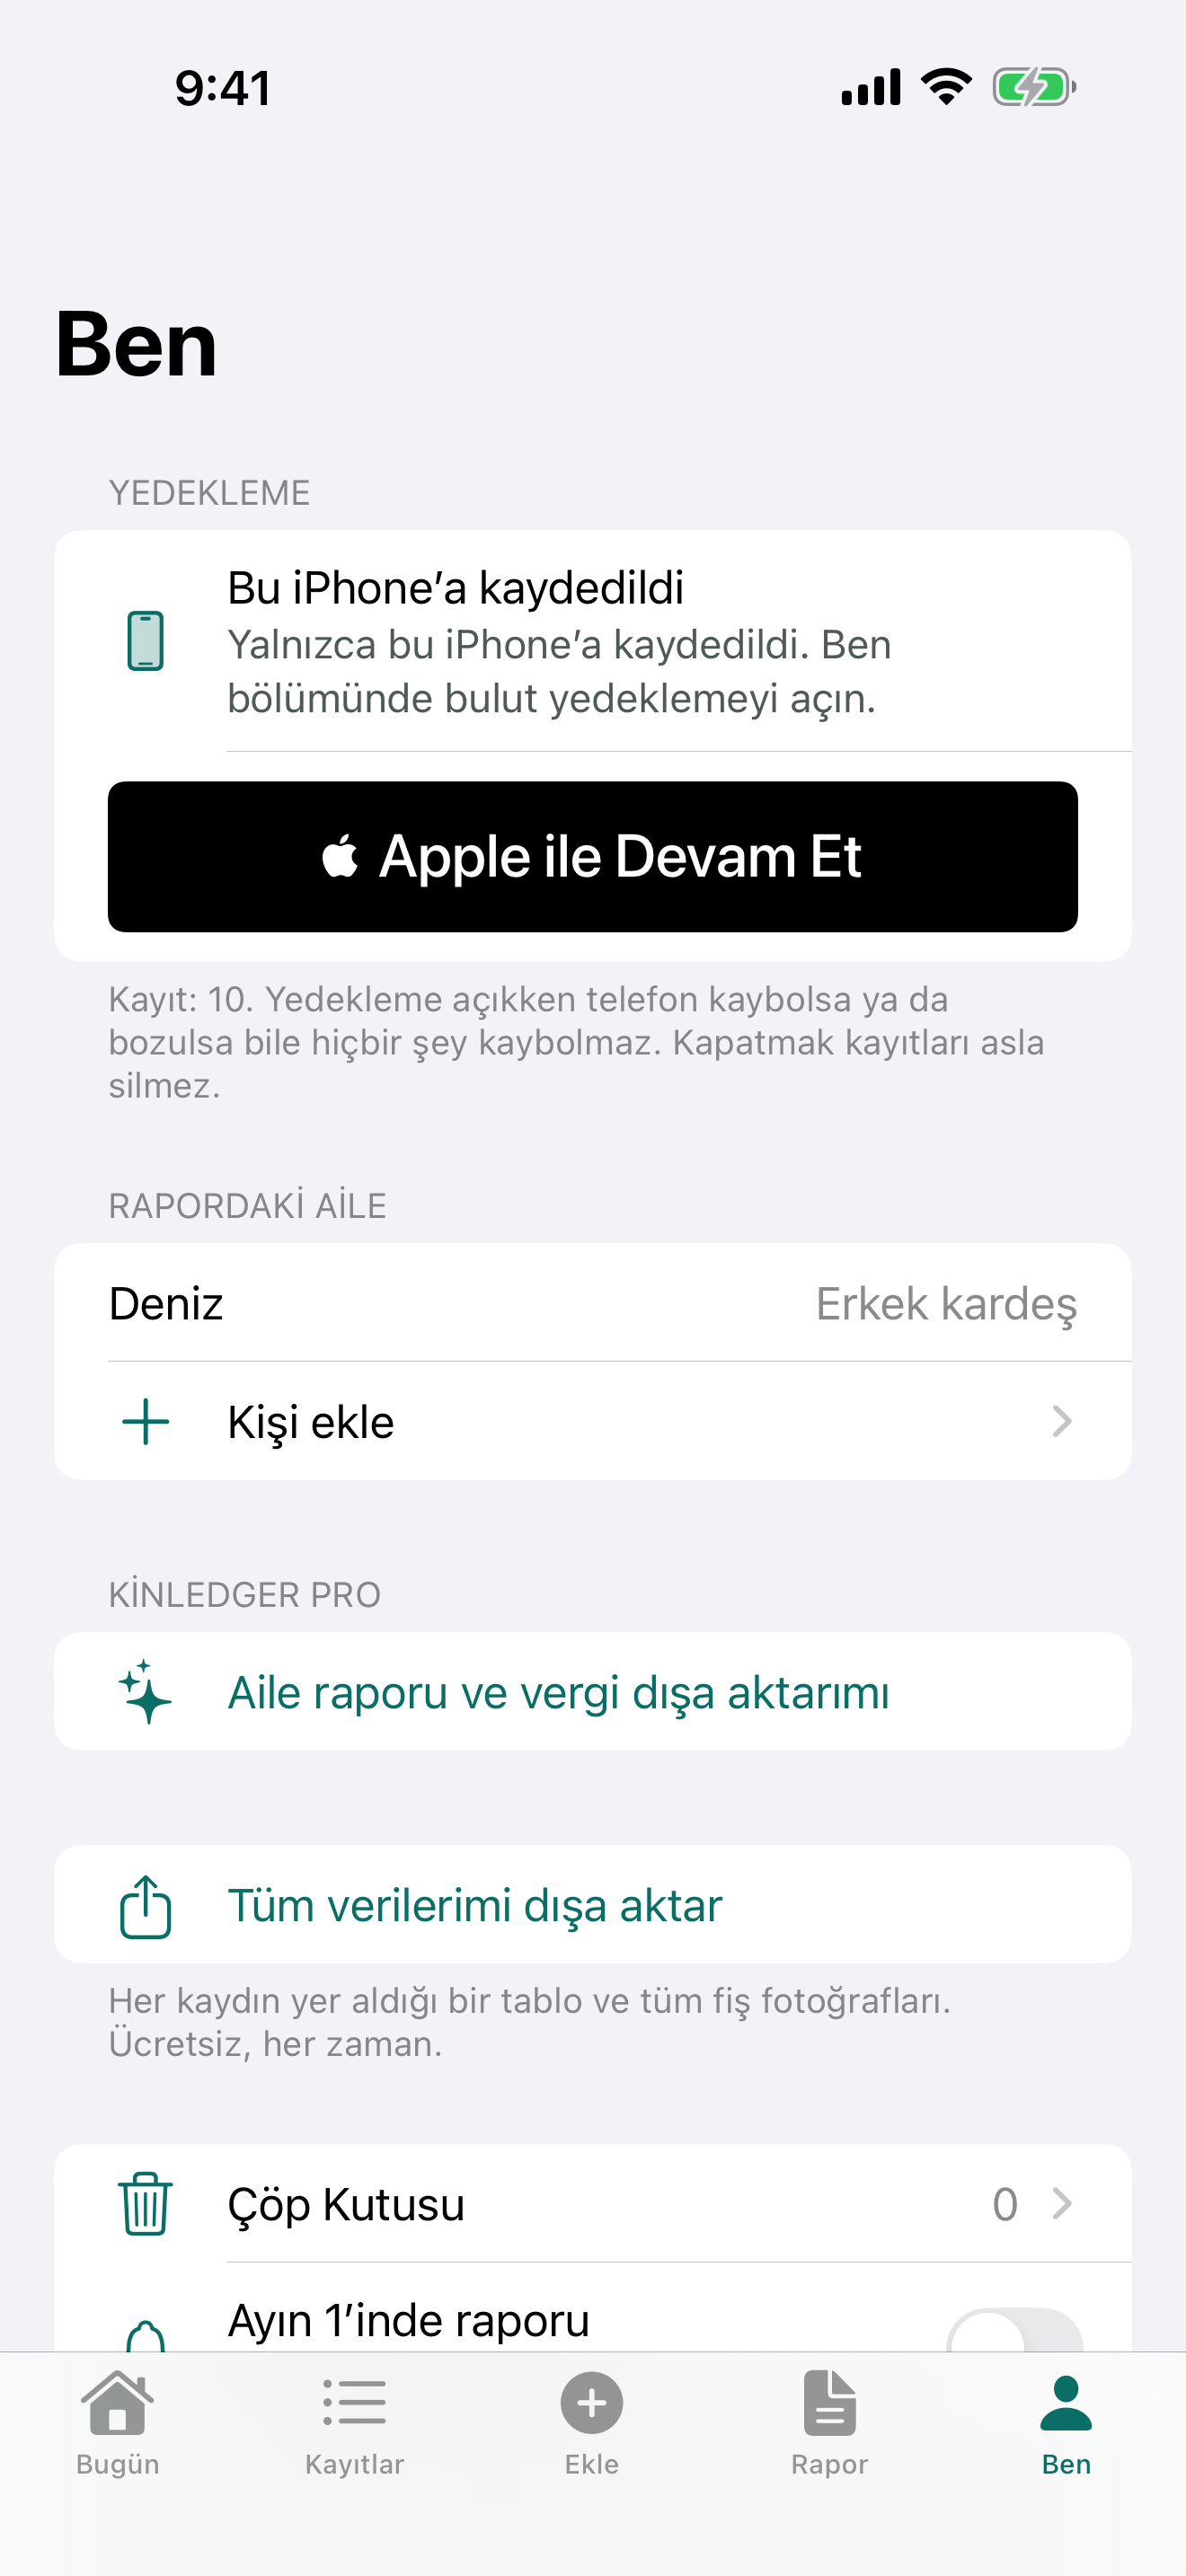 9:41
Ben
YEDEKLEME
Bu iPhone’a kaydedildi
Yalnızca bu iPhone’a kaydedildi. Ben
bölümünde bulut yedeklemeyi açın.
Apple ile Devam Et
Kayıt: 10. Yedekleme açıkken telefon kaybolsa ya da
bozulsa bile hiçbir şey kaybolmaz. Kapatmak kayıtları asla
silmez.
RAPORDAKİ AİLE
Deniz
Erkek kardeş
Kişi ekle
KİNLEDGER PRO
Aile raporu ve vergi dışa aktarımı
Tüm verilerimi dışa aktar
Her kaydın yer aldığı bir tablo ve tüm fiş fotoğrafları.
Ücretsiz, her zaman.
Çöp Kutusu
0
Ayın 1’inde raporu
Bugün
Kayıtlar
Ekle
Rapor
Ben